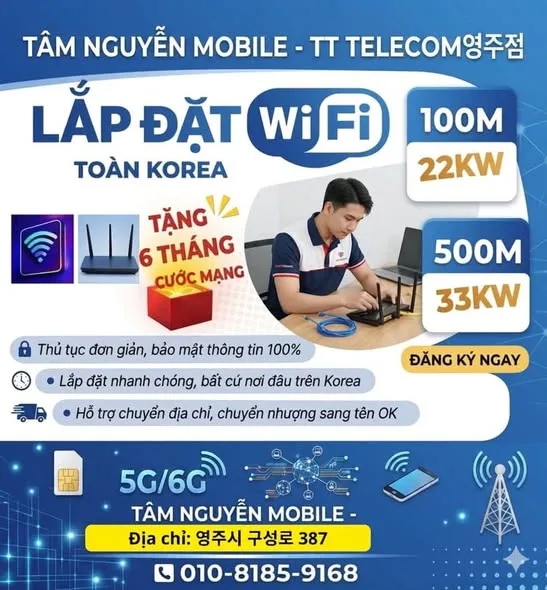 TÂM NGUYỄN MOBILE - TT TELECOM영주점
LẮP ĐẶT WiFi
TOÀN KOREA
100M
22KW
500M
33KW
TẶNG
6 THÁNG
CƯỚC MẠNG
ĐĂNG KÝ NGAY
Thủ tục đơn giản, bảo mật thông tin 100%
• Lắp đặt nhanh chóng, bất cứ nơi đâu trên Korea
• Hỗ trợ chuyển địa chỉ, chuyển nhượng sang tên OK
5G/6G
TÂM NGUYỄN MOBILE -
Địa chỉ: 영주시 구성로 387
010-8185-9168